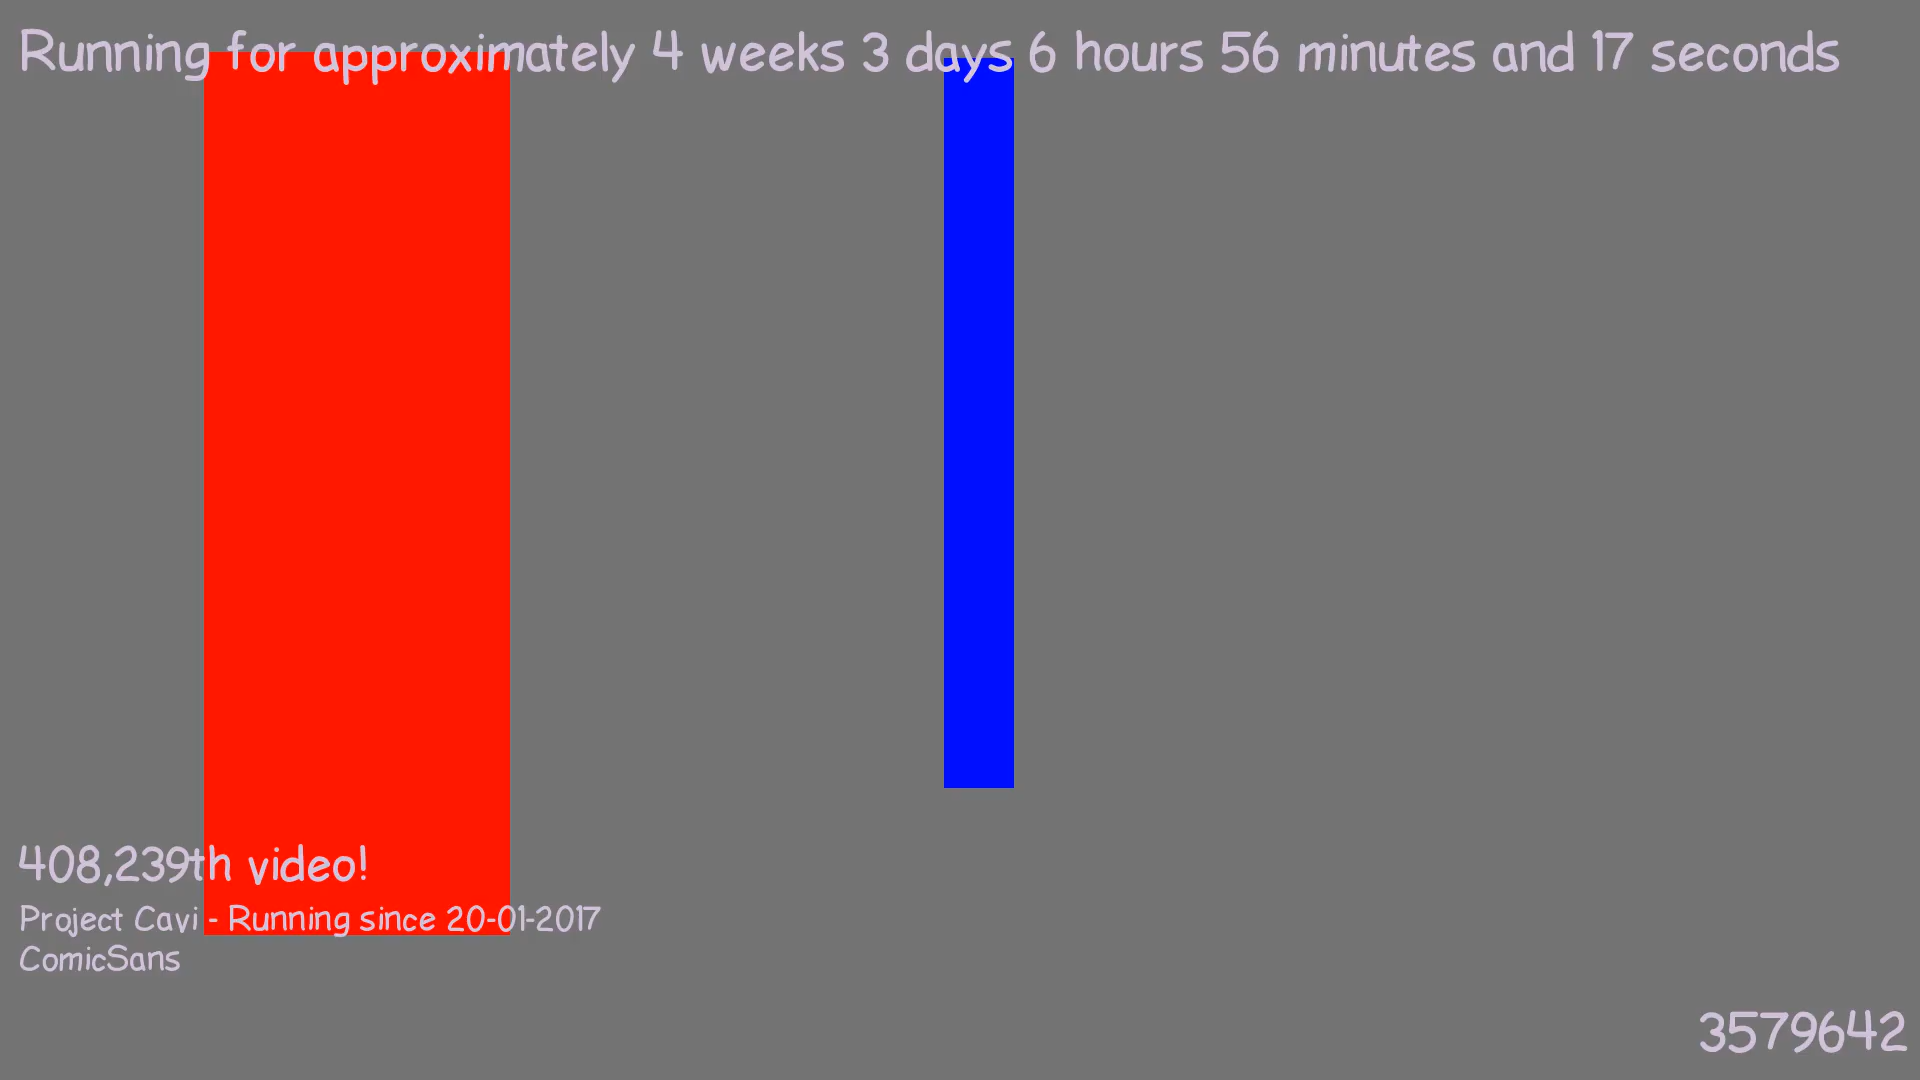 Running for approximately 4 weeks 3 days 6 hours 56 minutes and 17 seconds
408,239th video!
Project Cavi - Running since 20-01-2017
ComicSans
3579642